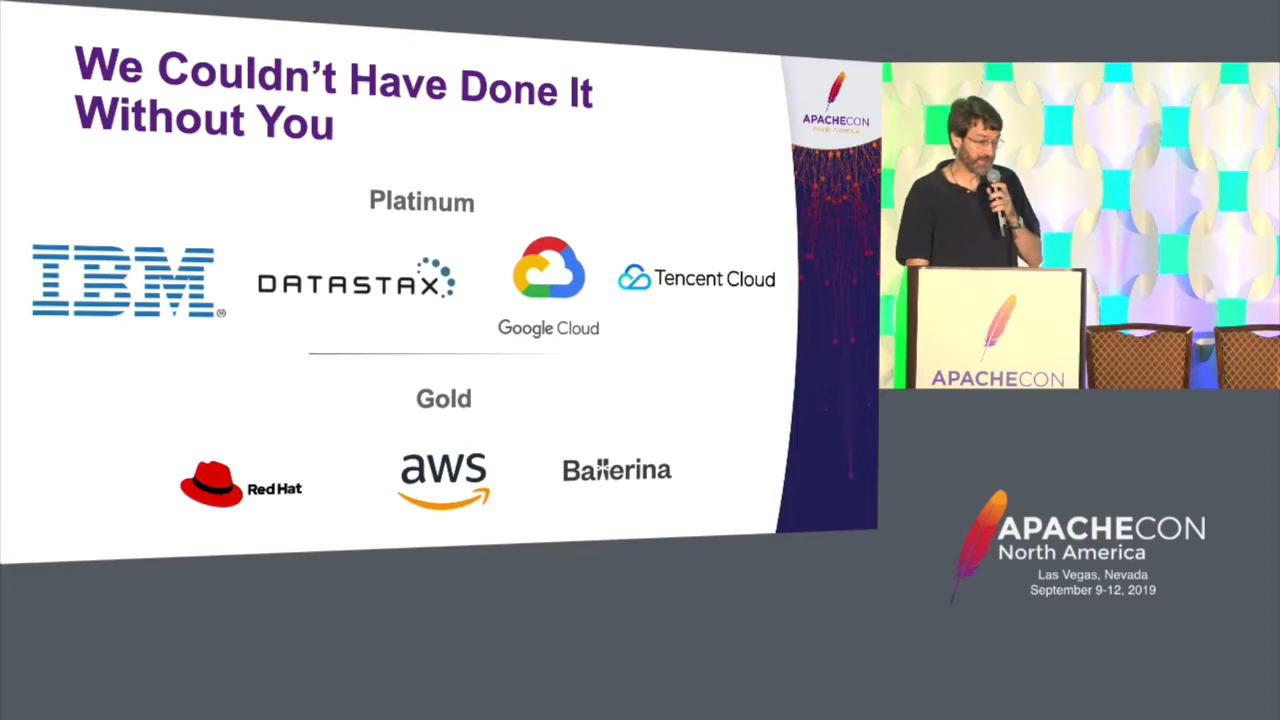 We Couldn’t Have Done It
Without You
APACHECON
North America
Platinum
IBM®
DATASTAX
Google Cloud
Tencent Cloud
Gold
Red Hat
aws
Ballerina
APACHECON
APACHECON
North America
Las Vegas, Nevada
September 9-12, 2019